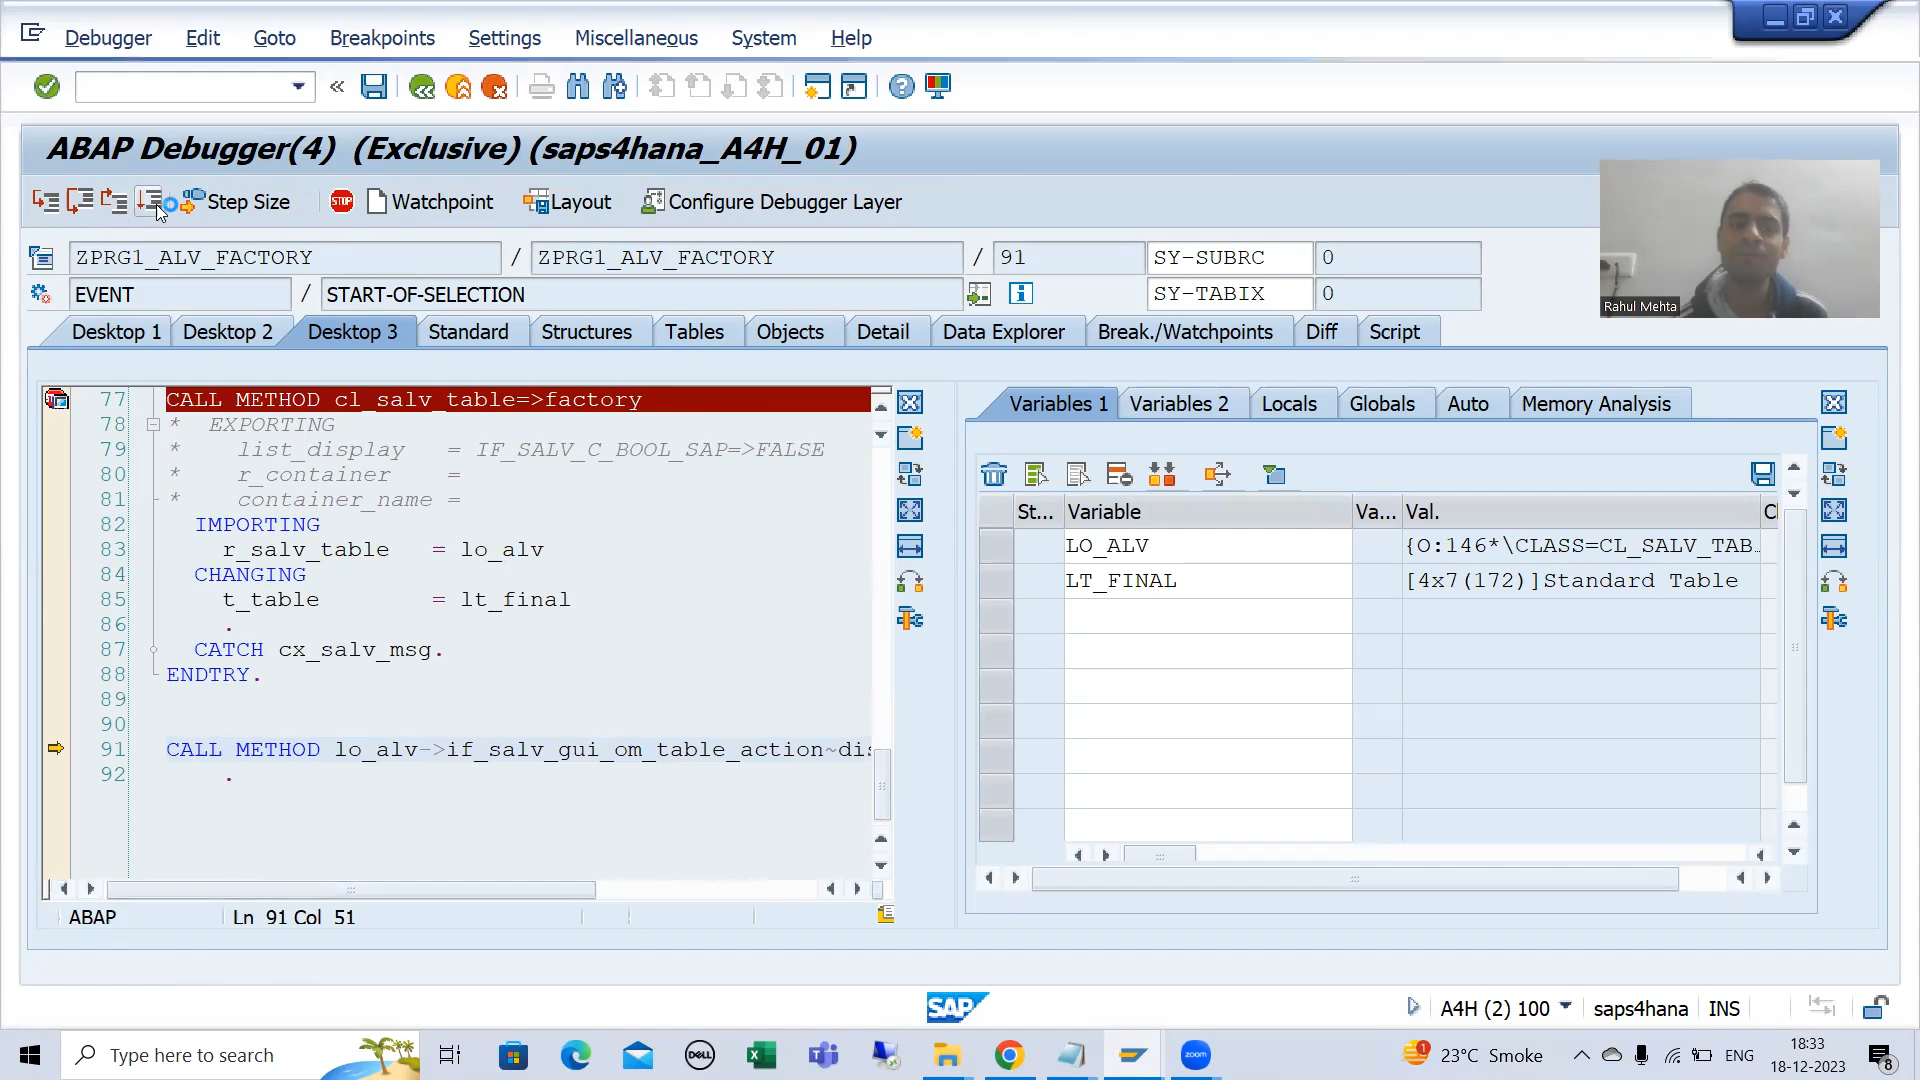 Debugger Edit Goto Breakpoints Settings Miscellaneous System Help
ABAP Debugger(4) (Exclusive) (saps4hana_A4H_01)
Step Size STOP Watchpoint Layout Configure Debugger Layer
ZPRG1_ALV_FACTORY / ZPRG1_ALV_FACTORY / 91 SY-SUBRC 0
EVENT / START-OF-SELECTION SY-TABIX 0
Rahul Mehta
Desktop 1 Desktop 2 Desktop 3 Standard Structures Tables Objects Detail Data Explorer Break./Watchpoints Diff Script
77 CALL METHOD cl_salv_table=>factory
78 * EXPORTING
79 * list_display = IF_SALV_C_BOOL_SAP=>FALSE
80 * r_container =
81 * container_name =
82 IMPORTING
83 r_salv_table = lo_alv
84 CHANGING
85 t_table = lt_final
86 .
87 CATCH cx_salv_msg.
88 ENDTRY.
89
90
91 CALL METHOD lo_alv->if_salv_gui_om_table_action~dis
92 .
ABAP Ln 91 Col 51
Variables 1 Variables 2 Locals Globals Auto Memory Analysis
St... Variable Va... Val. C
LO_ALV {O:146*\CLASS=CL_SALV_TAB..
LT_FINAL [4x7(172)]Standard Table
SAP
A4H (2) 100 saps4hana INS
Type here to search
DELL
zoom
1
23°C Smoke
ENG
18:33
18-12-2023
8